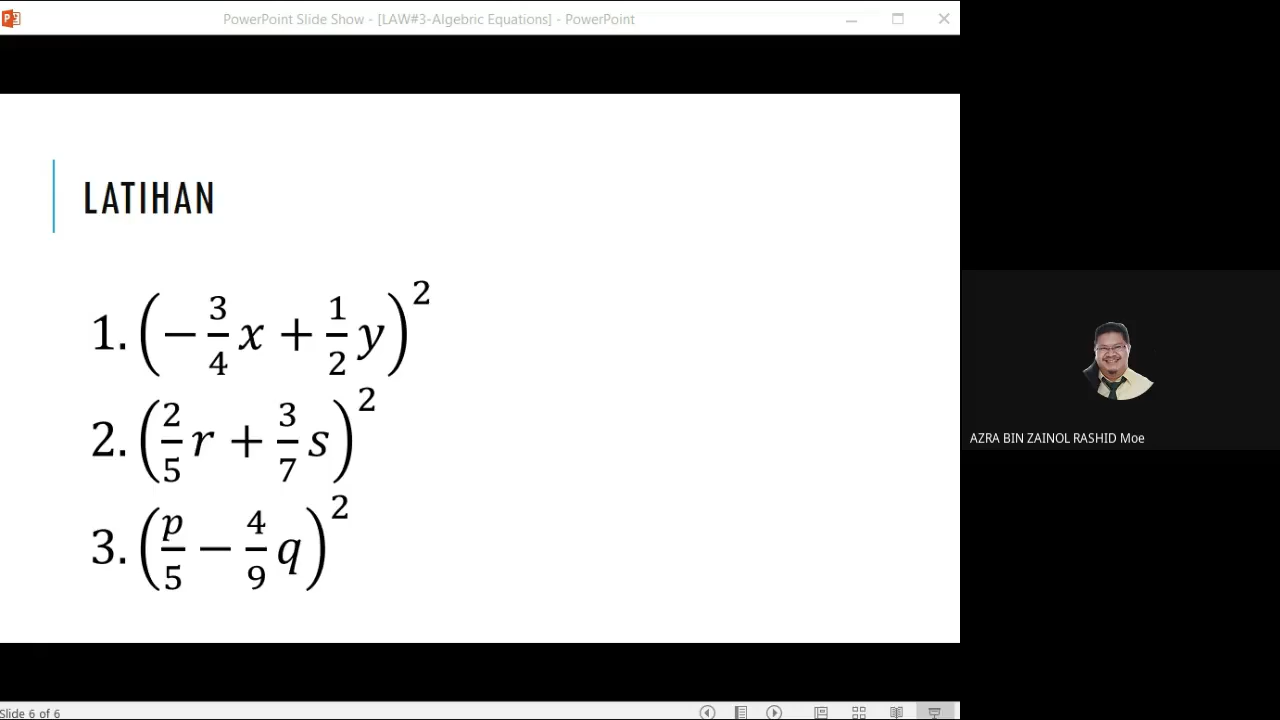 PowerPoint Slide Show - [LAW#3-Algebric Equations] - PowerPoint
LATIHAN
1. (−3/4 x + 1/2 y)²
2. (2/5 r + 3/7 s)²
3. (p/5 − 4/9 q)²
AZRA BIN ZAINOL RASHID Moe
Slide 6 of 6